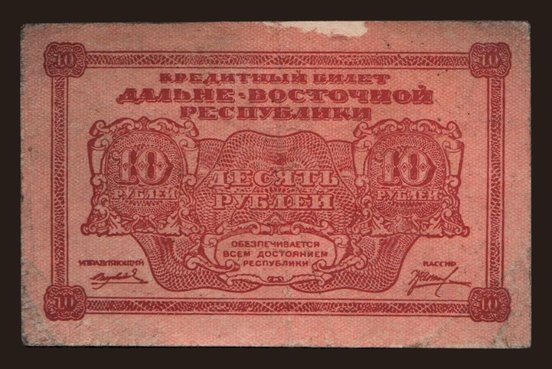 10 10
КРЕДИТНЫЙ БИЛЕТ
ДАЛЬНЕ-ВОСТОЧНОЙ
РЕСПУБЛИКИ
10 10
РУБЛЕЙ РУБЛЕЙ
ДЕСЯТЬ
РУБЛЕЙ
ОБЕЗПЕЧИВАЕТСЯ
ВСЕМ ДОСТОЯНИЕМ
РЕСПУБЛИКИ
УПРАВЛЯЮЩИЙ КАССИР
10 10